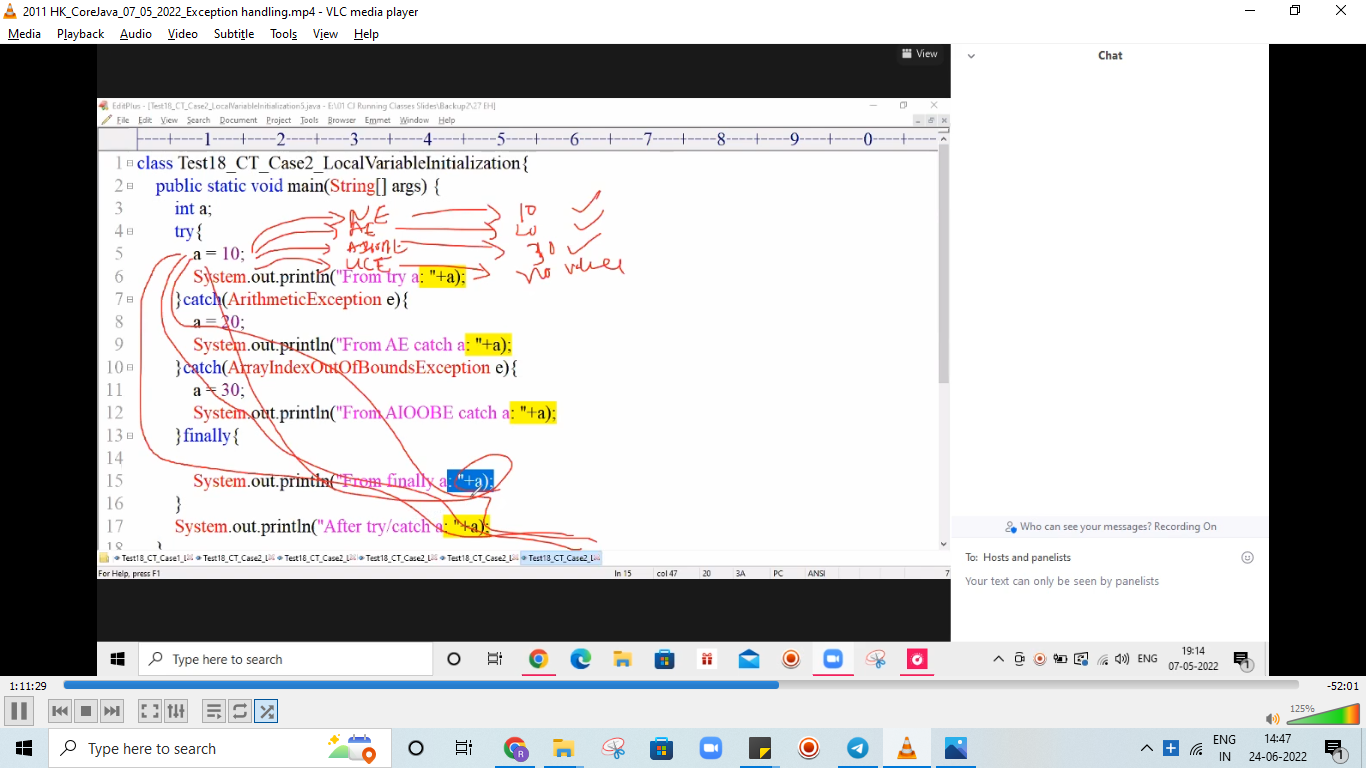 2011 HK_CoreJava_07_05_2022_Exception handling.mp4 - VLC media player
Media Playback Audio Video Subtitle Tools View Help
View
Chat
EditPlus - [Test18_CT_Case2_LocalVariableInitialization5.java - E:\01 CJ Running Classes Slides\Backup2\27 EH]
File Edit View Search Document Project Tools Browser Emmet Window Help
----+----1----+----2----+----3----+----4----+----5----+----6----+----7----+----8----+----9----+----0----+--
1 class Test18_CT_Case2_LocalVariableInitialization{
2 public static void main(String[] args) {
3 int a;
NE 10
4 try{
AE 20
5 a = 10;
AIOOBE 30
UCE no value
6 System.out.println("From try a: "+a);
7 }catch(ArithmeticException e){
8 a = 20;
9 System.out.println("From AE catch a: "+a);
10 }catch(ArrayIndexOutOfBoundsException e){
11 a = 30;
12 System.out.println("From AIOOBE catch a: "+a);
13 }finally{
14
15 System.out.println("From finally a: "+a);
16 }
17 System.out.println("After try/catch a: "+a);
18 }
Who can see your messages? Recording On
To: Hosts and panelists
Your text can only be seen by panelists
Test18_CT_Case1_l Test18_CT_Case2_l Test18_CT_Case2_l Test18_CT_Case2_l Test18_CT_Case2_l Test18_CT_Case2_l
For Help, press F1 ln 15 col 47 20 3A PC ANSI 7
Type here to search
ENG
19:14
07-05-2022
1
1:11:29
-52:01
125%
Type here to search
ENG
IN
14:47
24-06-2022
1